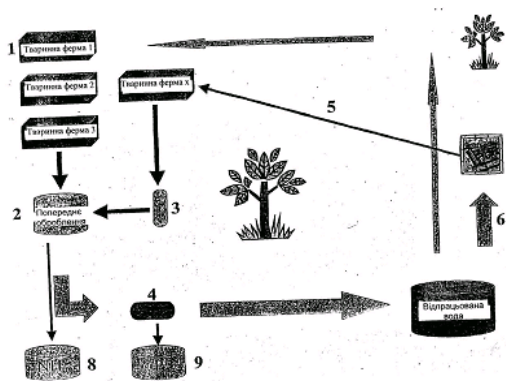 1
Тваринна ферма 1
Тваринна ферма 2
Тваринна ферма x
Тваринна ферма 3
5
2
Попереднє
оброблення
3
6
4
Відпрацьована
вода
8
9